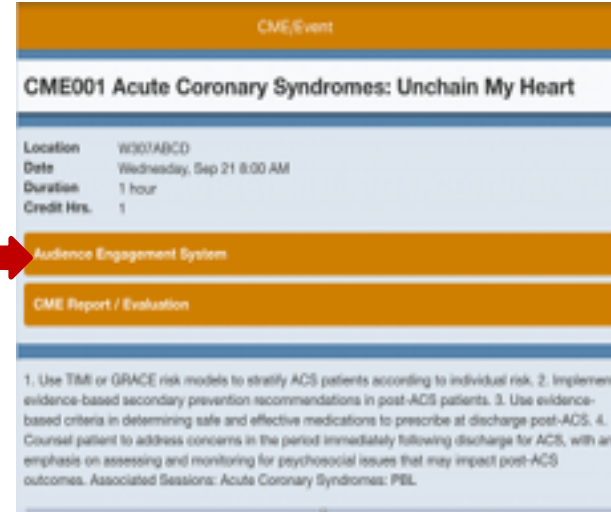 CME/Event
CME001 Acute Coronary Syndromes: Unchain My Heart
Location W307ABCD
Date Wednesday, Sep 21 8:00 AM
Duration 1 hour
Credit Hrs. 1
Audience Engagement System
CME Report / Evaluation
1. Use TIMI or GRACE risk models to stratify ACS patients according to individual risk. 2. Implemen
evidence-based secondary prevention recommendations in post-ACS patients. 3. Use evidence-
based criteria in determining safe and effective medications to prescribe at discharge post-ACS. 4.
Counsel patient to address concerns in the period immediately following discharge for ACS, with an
emphasis on assessing and monitoring for psychosocial issues that may impact post-ACS
outcomes. Associated Sessions: Acute Coronary Syndromes: PBL